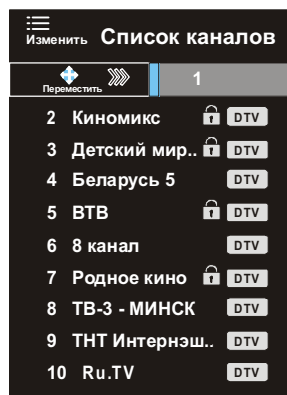 Изменить Список каналов
Переместить 1
2 Киномикс DTV
3 Детский мир.. DTV
4 Беларусь 5 DTV
5 ВТВ DTV
6 8 канал DTV
7 Родное кино DTV
8 ТВ-3 - МИНСК DTV
9 ТНТ Интернэш.. DTV
10 Ru.TV DTV